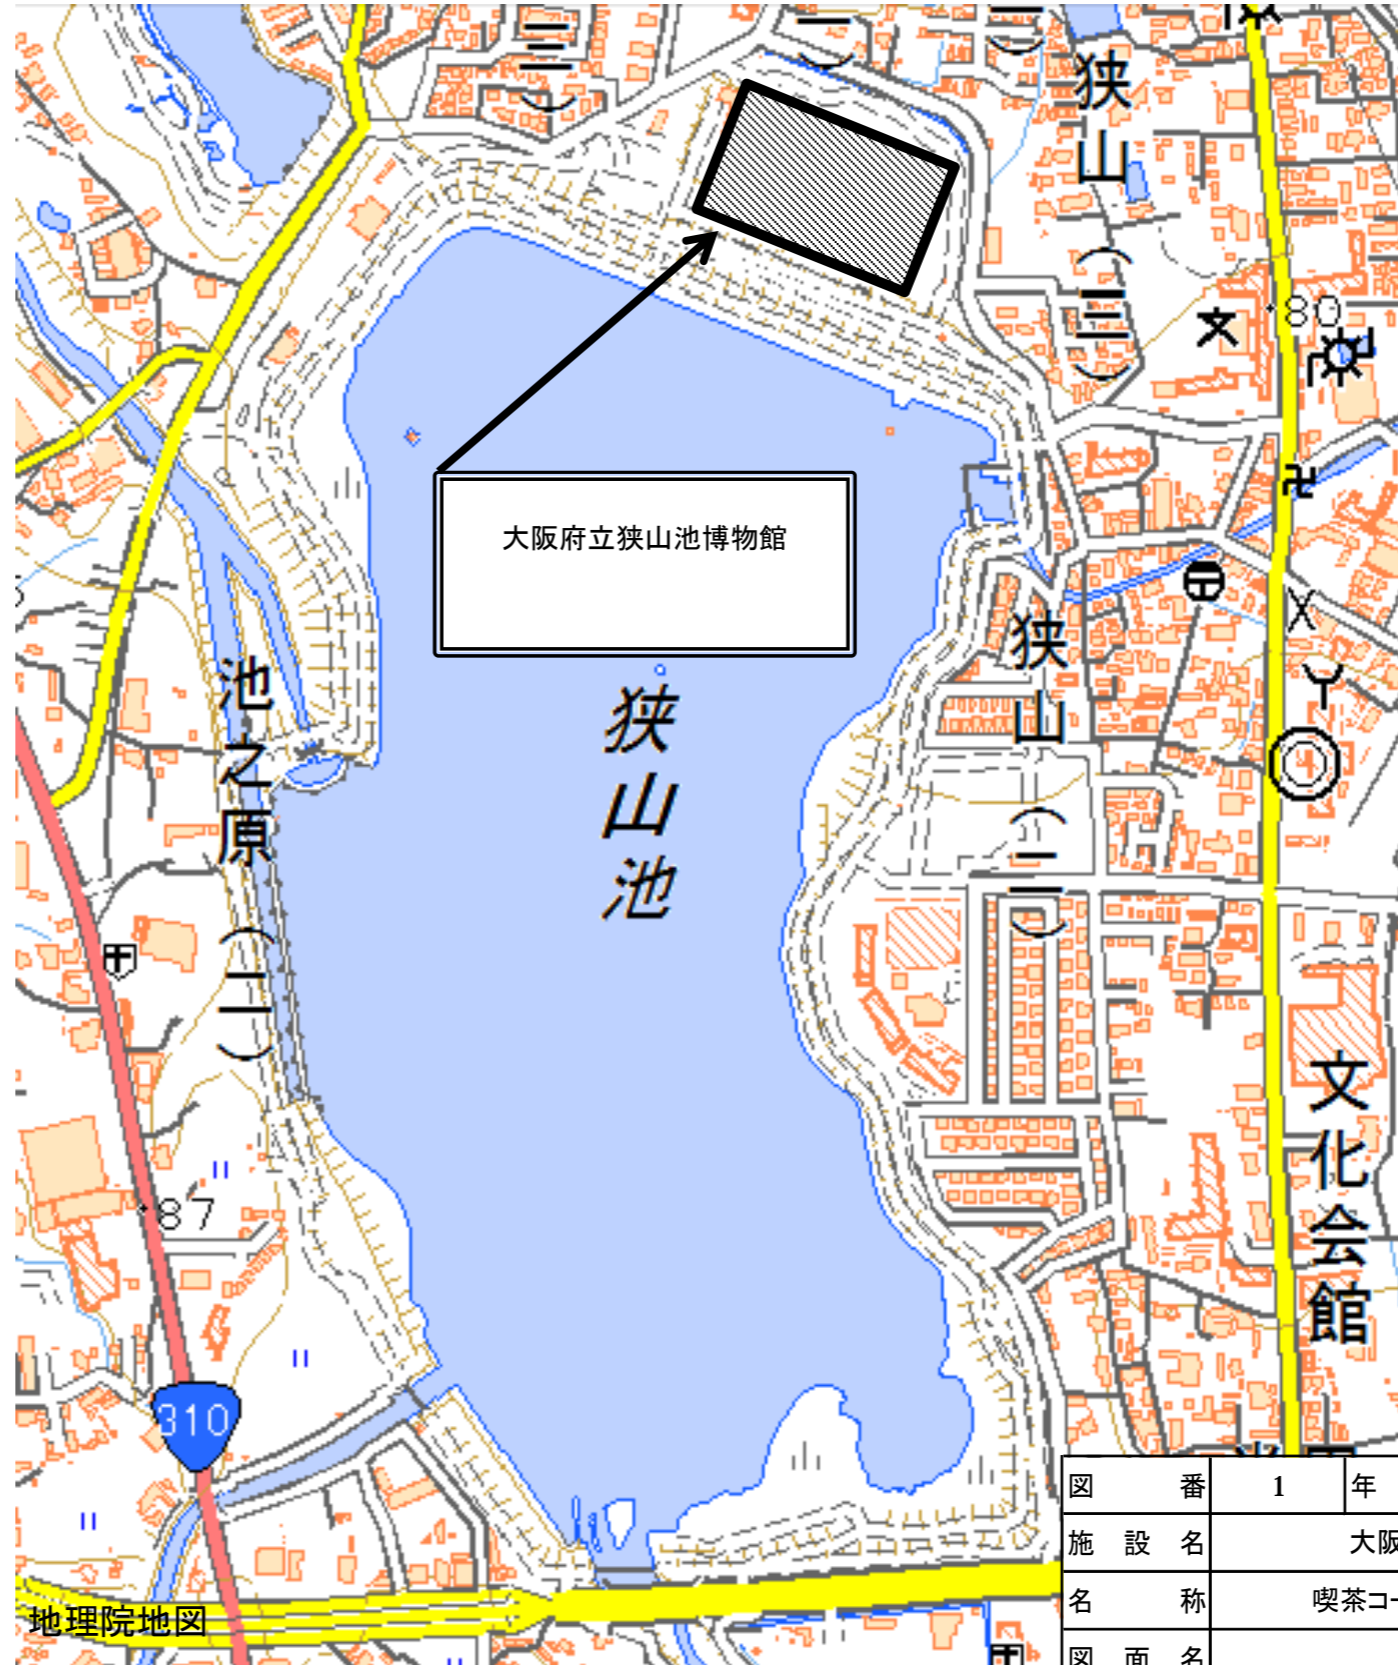 (三)
狭山(三)
80
大阪府立狭山池博物館
狭山池
池之原(二)
狭山(二)
文化会館
87
310
地理院地図
図番 1 年
施設名 大阪
名称 喫茶コー
図面名